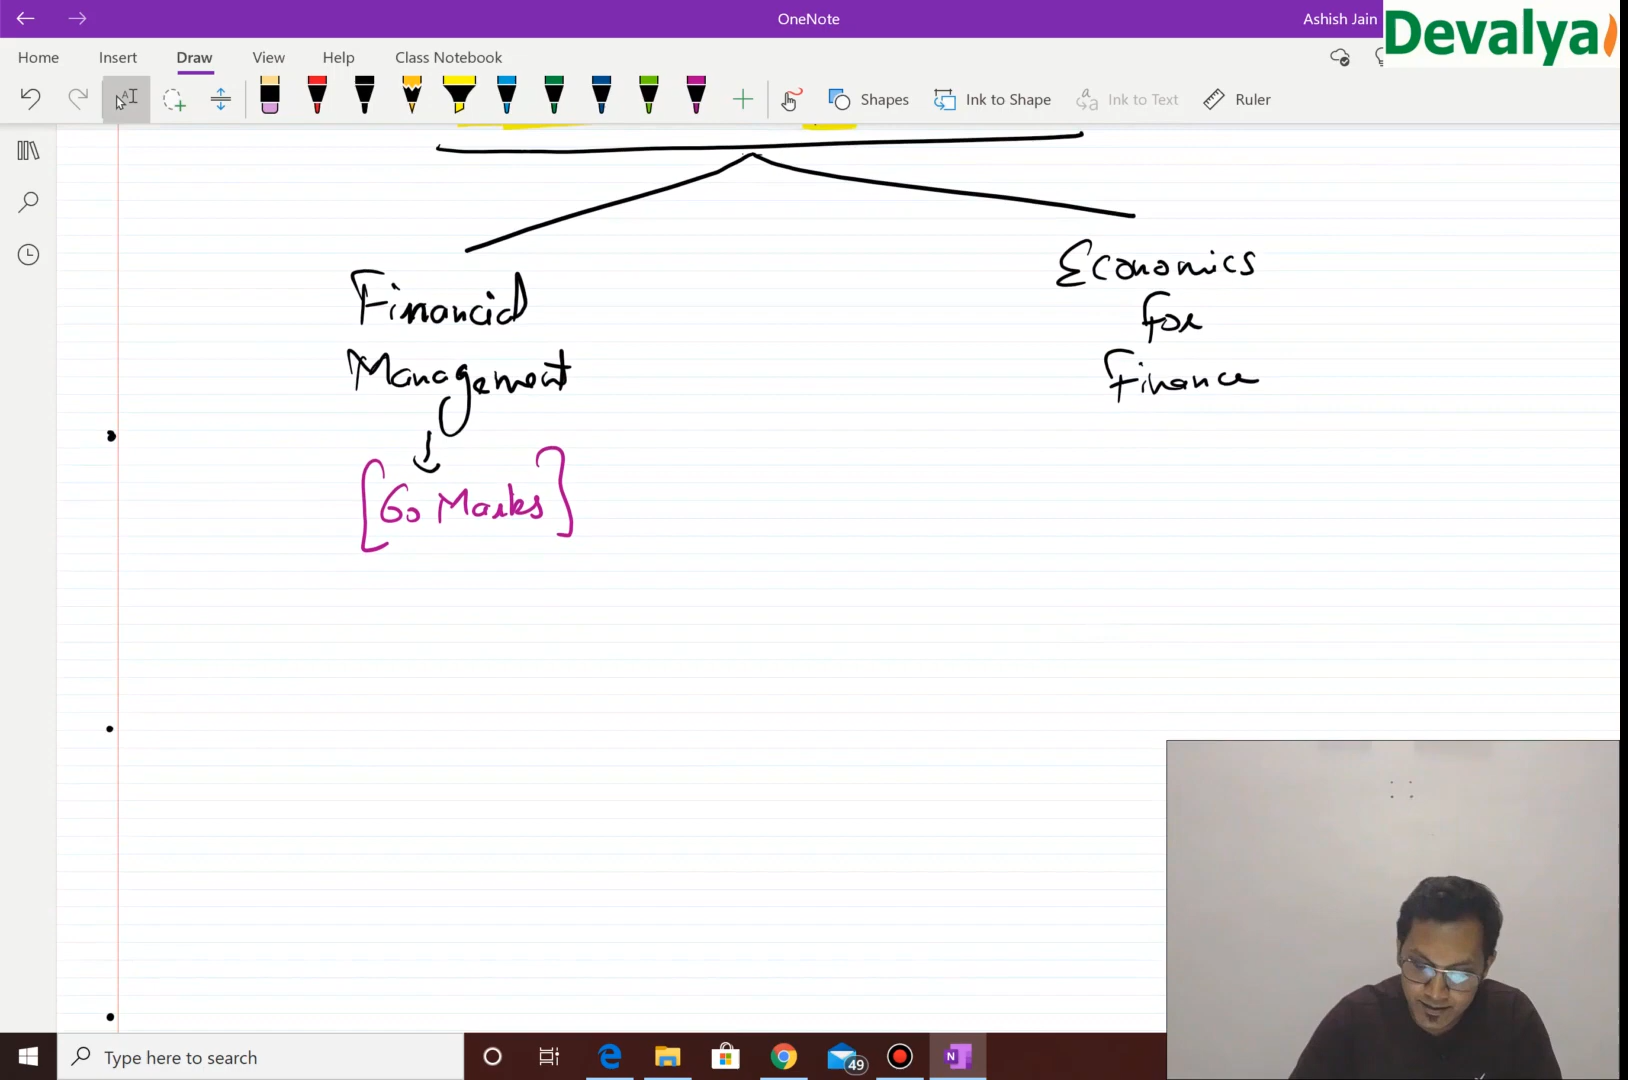 OneNote
Ashish Jain
Devalya
Home Insert Draw View Help Class Notebook
Shapes Ink to Shape Ink to Text Ruler
Financial
Management
[60 Marks]
Economics
For
Finance
Type here to search
49
N